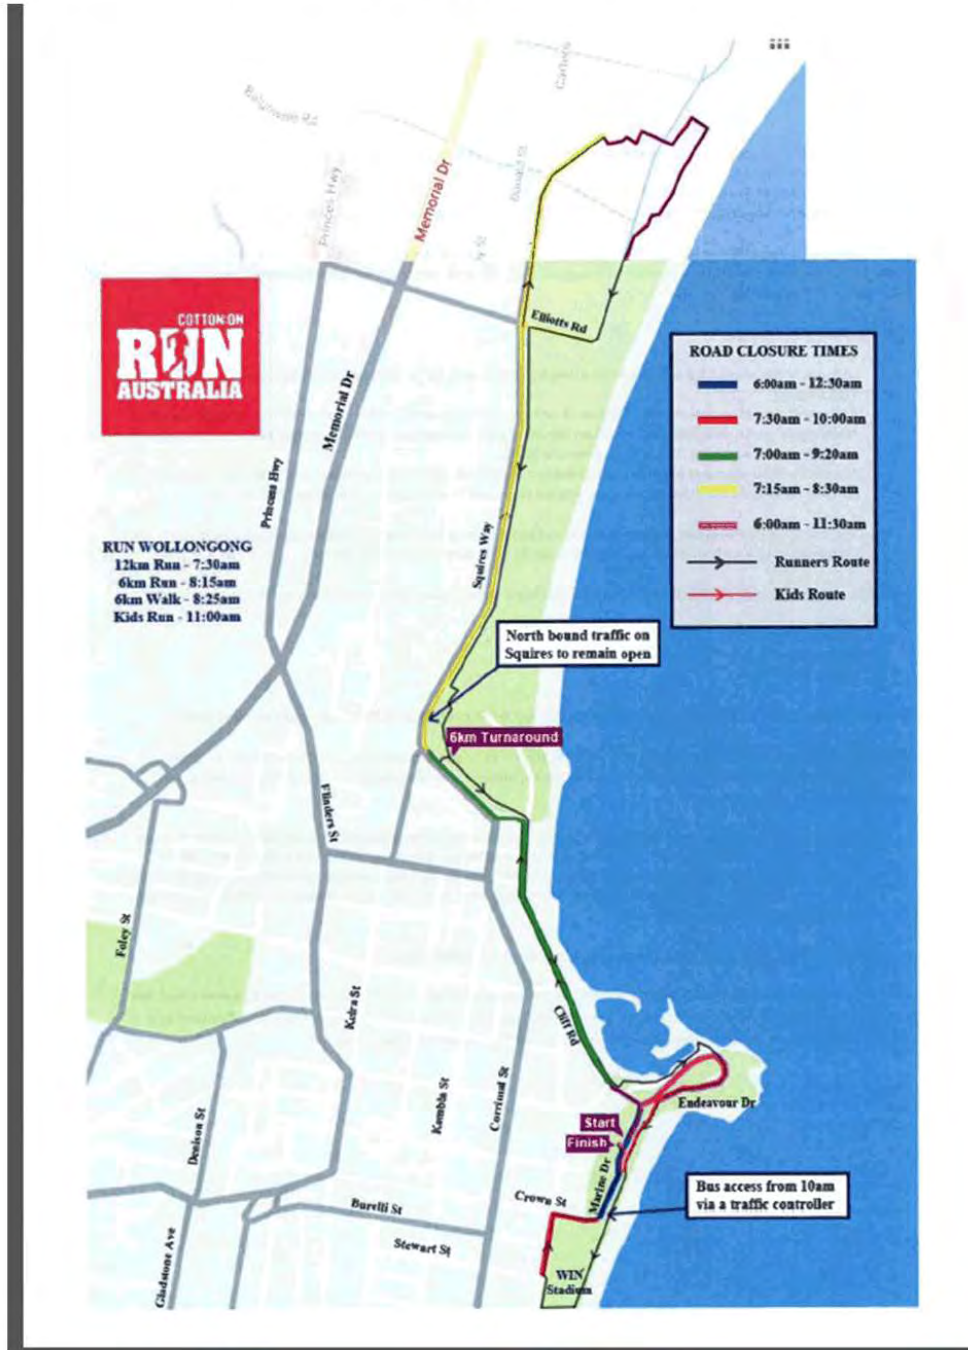 Carters
Balgownie Rd
Memorial Dr
Princes Hwy
COTTON ON
RUN
AUSTRALIA
Elliotts Rd
ROAD CLOSURE TIMES
6:00am - 12:30am
7:30am - 10:00am
7:00am - 9:20am
7:15am - 8:30am
6:00am - 11:30am
Runners Route
Kids Route
Memorial Dr
Princess Hwy
Squires Way
RUN WOLLONGONG
12km Run - 7:30am
6km Run - 8:15am
6km Walk - 8:25am
Kids Run - 11:00am
North bound traffic on
Squires to remain open
6km Turnaround
Flinders St
Foley St
Keira St
Cliff Rd
Kembla St
Corrimal St
Endeavour Dr
Start
Finish
Denison St
Marine Dr
Bus access from 10am
via a traffic controller
Crown St
Burelli St
Stewart St
Gladstone Ave
WIN
Stadium